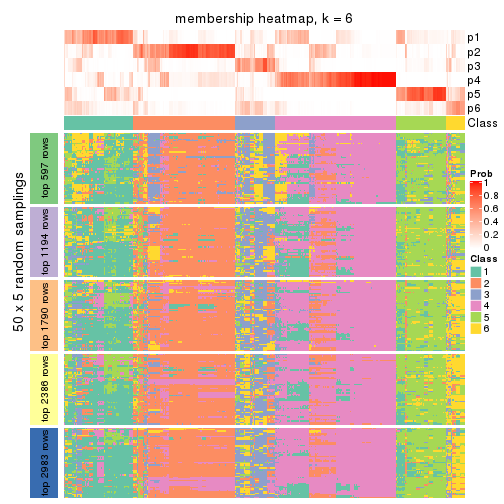 membership heatmap, k = 6
p1
p2
p3
p4
p5
p6
Class
50 x 5 random samplings
top 597 rows
top 1194 rows
top 1790 rows
top 2386 rows
top 2983 rows
Prob
1
0.8
0.6
0.4
0.2
0
Class
1
2
3
4
5
6